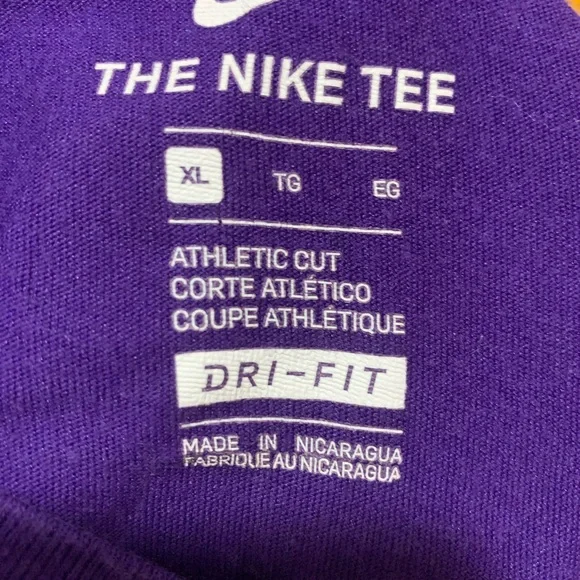 THE NIKE TEE
XL TG EG
ATHLETIC CUT
CORTE ATLÉTICO
COUPE ATHLÉTIQUE
DRI-FIT
MADE IN NICARAGUA
FABRIQUE AU NICARAGUA